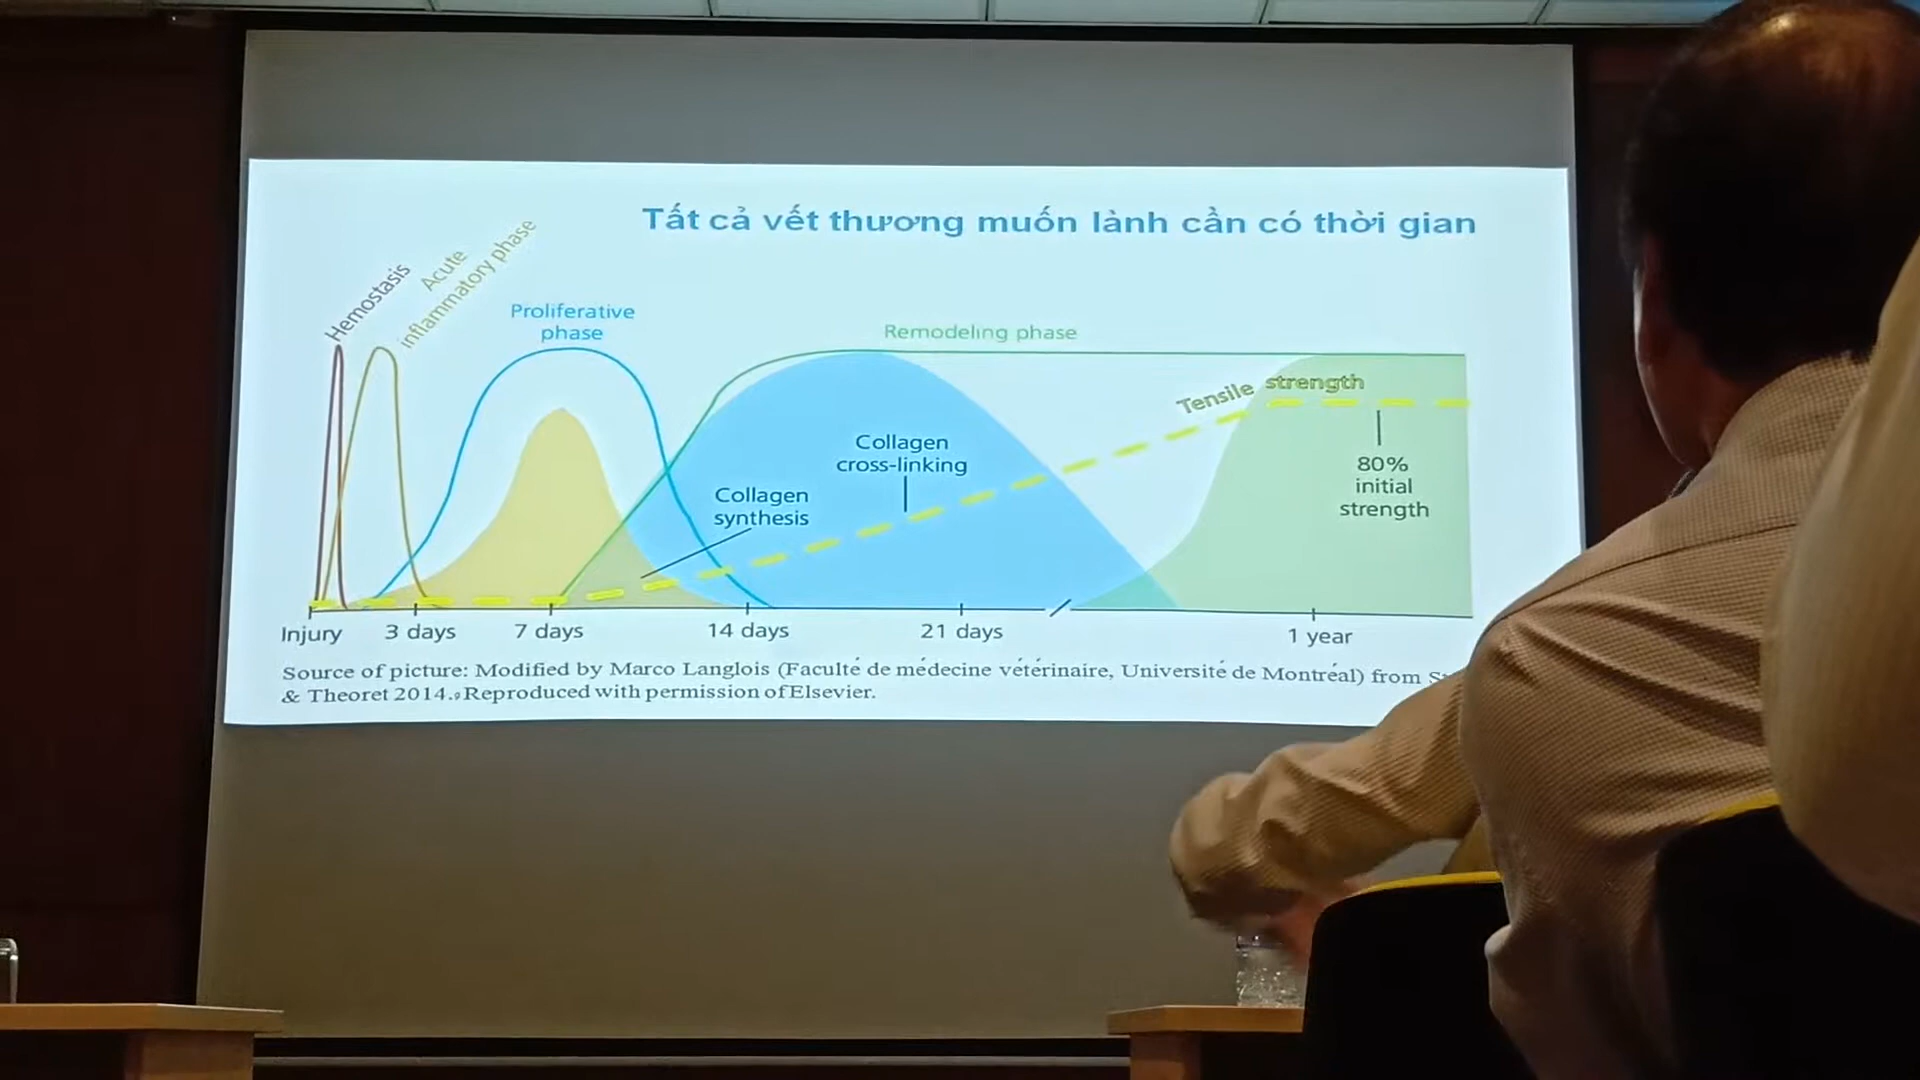 Tất cả vết thương muốn lành cần có thời gian
Hemostasis
Acute
inflammatory phase
Proliferative
phase
Remodeling phase
Tensile strength
Collagen
cross-linking
Collagen
synthesis
80%
initial
strength
Injury 3 days 7 days 14 days 21 days 1 year
Source of picture: Modified by Marco Langlois (Faculté de médecine vétérinaire, Université de Montréal) from
& Theoret 2014. Reproduced with permission of Elsevier.